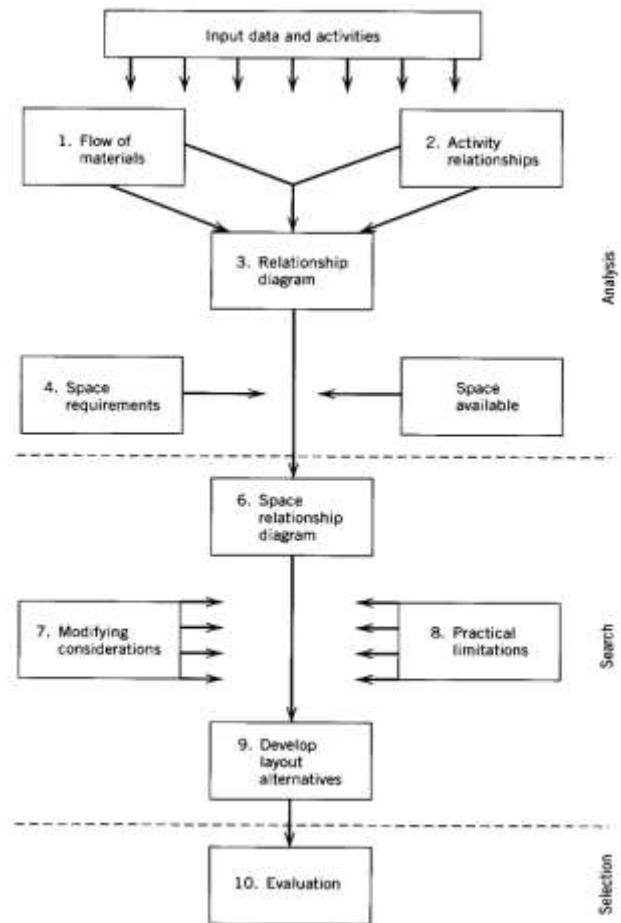 Input data and activities
1. Flow of
materials
2. Activity
relationships
3. Relationship
diagram
Analysis
4. Space
requirements
Space
available
6. Space
relationship
diagram
7. Modifying
considerations
8. Practical
limitations
Search
9. Develop
layout
alternatives
10. Evaluation
Selection